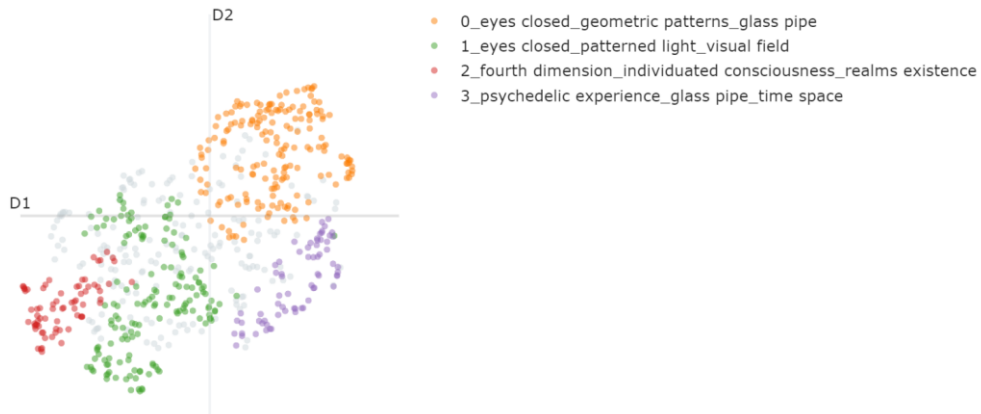 D2
0_eyes closed_geometric patterns_glass pipe
1_eyes closed_patterned light_visual field
2_fourth dimension_individuated consciousness_realms existence
3_psychedelic experience_glass pipe_time space
D1